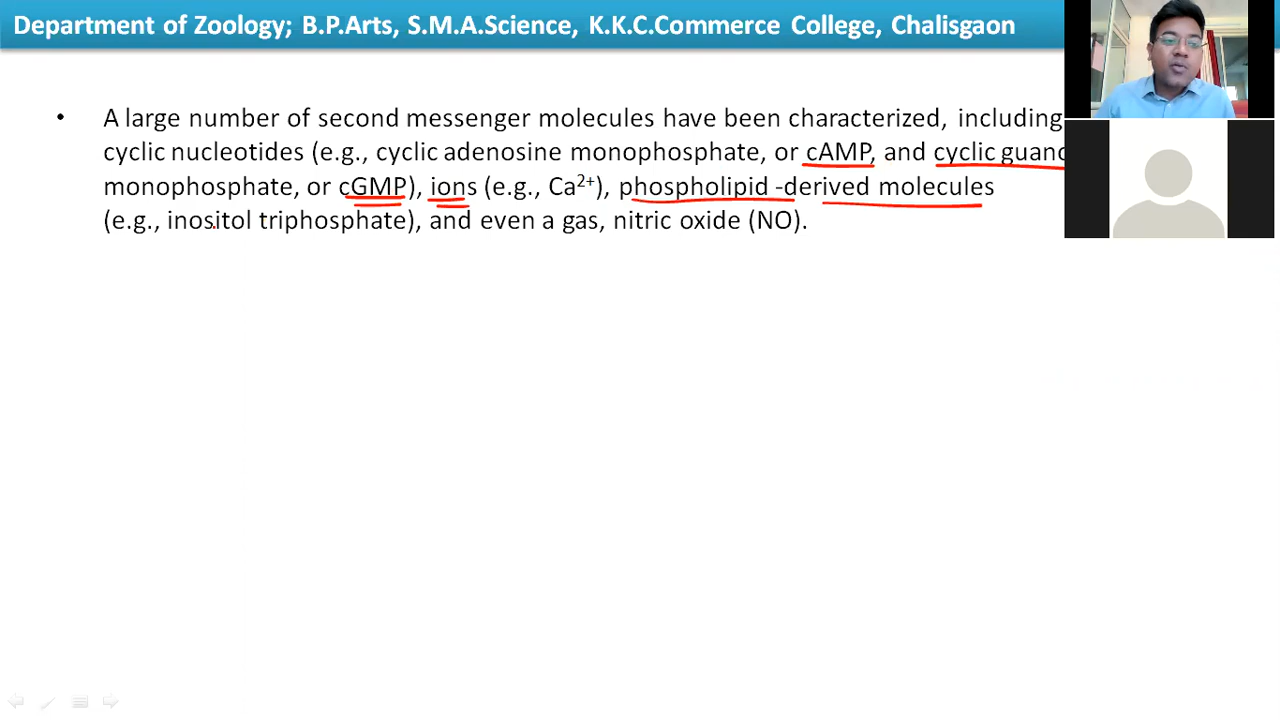 Department of Zoology; B.P.Arts, S.M.A.Science, K.K.C.Commerce College, Chalisgaon
• A large number of second messenger molecules have been characterized, including
cyclic nucleotides (e.g., cyclic adenosine monophosphate, or cAMP, and cyclic
monophosphate, or cGMP), ions (e.g., Ca²⁺), phospholipid -derived molecules
(e.g., inositol triphosphate), and even a gas, nitric oxide (NO).